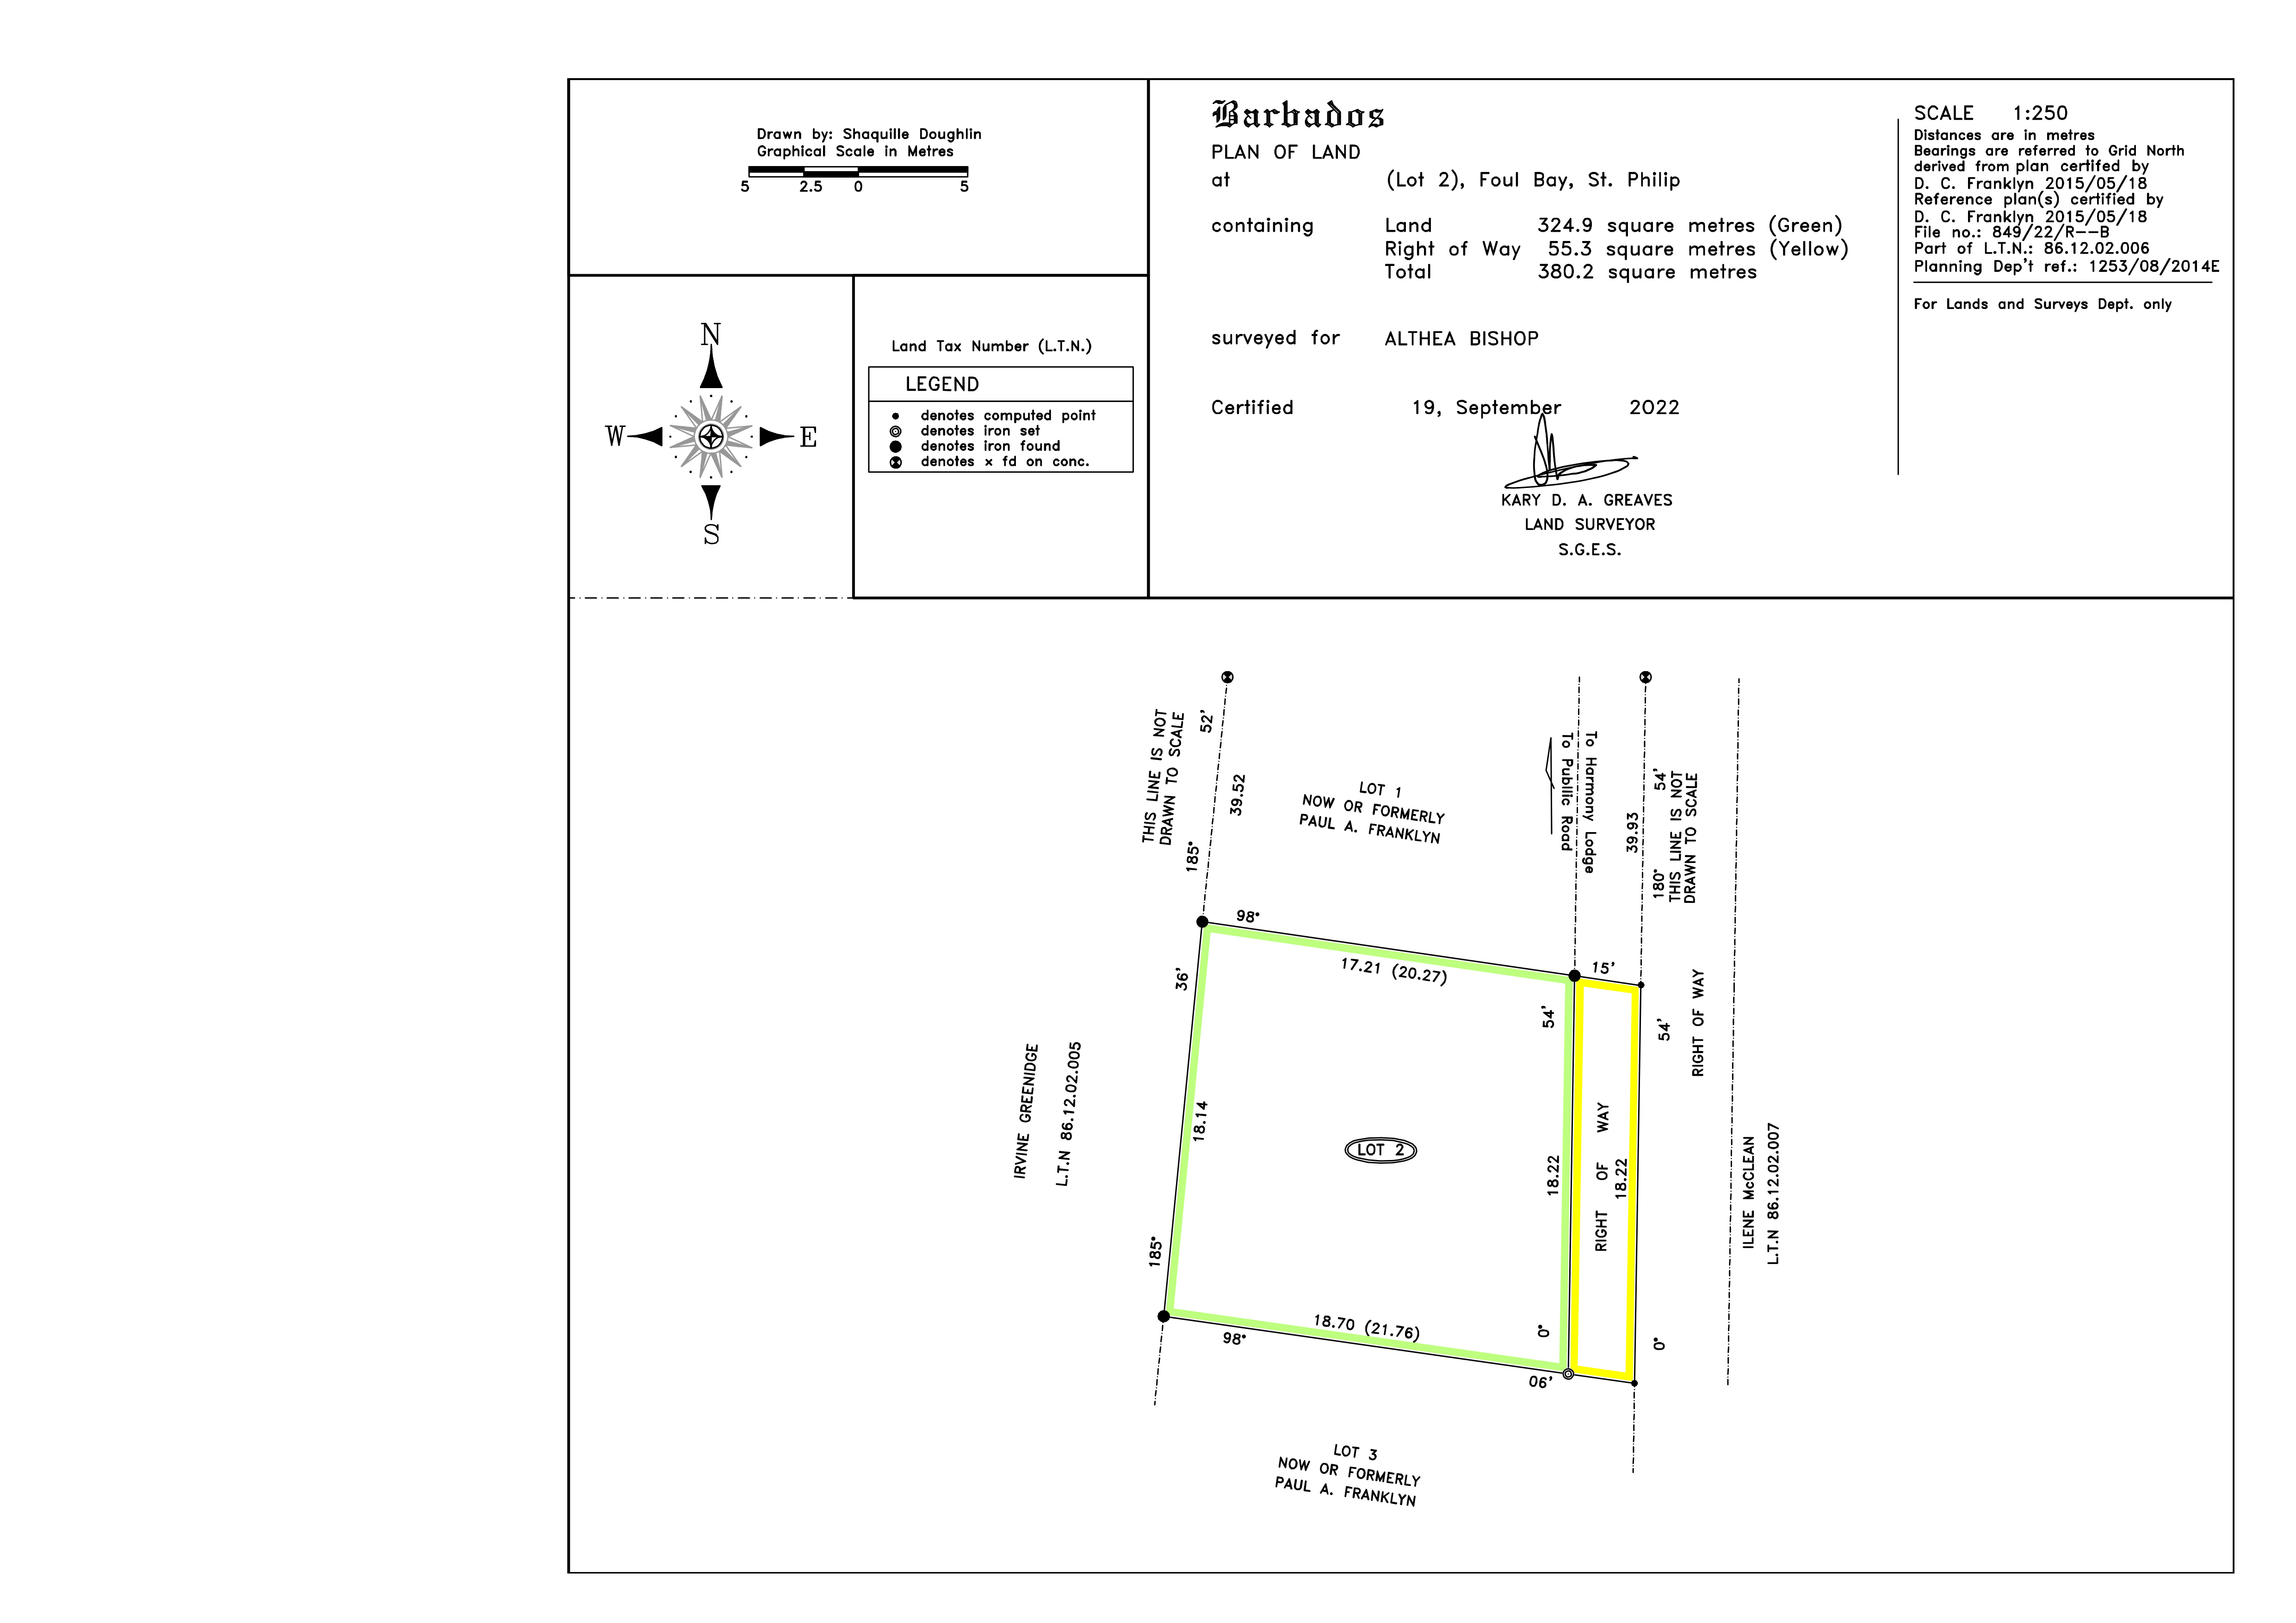 Drawn by: Shaquille Doughlin
Graphical Scale in Metres
5 2.5 0 5
N
W E
S
Land Tax Number (L.T.N.)
LEGEND
denotes computed point
denotes iron set
denotes iron found
denotes × fd on conc.
Barbados
PLAN OF LAND
at (Lot 2), Foul Bay, St. Philip
containing Land 324.9 square metres (Green)
Right of Way 55.3 square metres (Yellow)
Total 380.2 square metres
surveyed for ALTHEA BISHOP
Certified 19, September 2022
KARY D. A. GREAVES
LAND SURVEYOR
S.G.E.S.
SCALE 1:250
Distances are in metres
Bearings are referred to Grid North
derived from plan certifed by
D. C. Franklyn 2015/05/18
Reference plan(s) certified by
D. C. Franklyn 2015/05/18
File no.: 849/22/R--B
Part of L.T.N.: 86.12.02.006
Planning Dep't ref.: 1253/08/2014E
For Lands and Surveys Dept. only
THIS LINE IS NOT
DRAWN TO SCALE
185° 52'
39.52
LOT 1
NOW OR FORMERLY
PAUL A. FRANKLYN
To Publlic Road
To Harmony Lodge
39.93
180° 54'
THIS LINE IS NOT
DRAWN TO SCALE
98° 15'
17.21 (20.27)
185° 36'
18.14
IRVINE GREENIDGE
L.T.N 86.12.02.005
LOT 2
0° 54'
18.22
RIGHT OF WAY
18.22
0° 54'
RIGHT OF WAY
ILENE McCLEAN
L.T.N 86.12.02.007
18.70 (21.76)
98° 06'
LOT 3
NOW OR FORMERLY
PAUL A. FRANKLYN